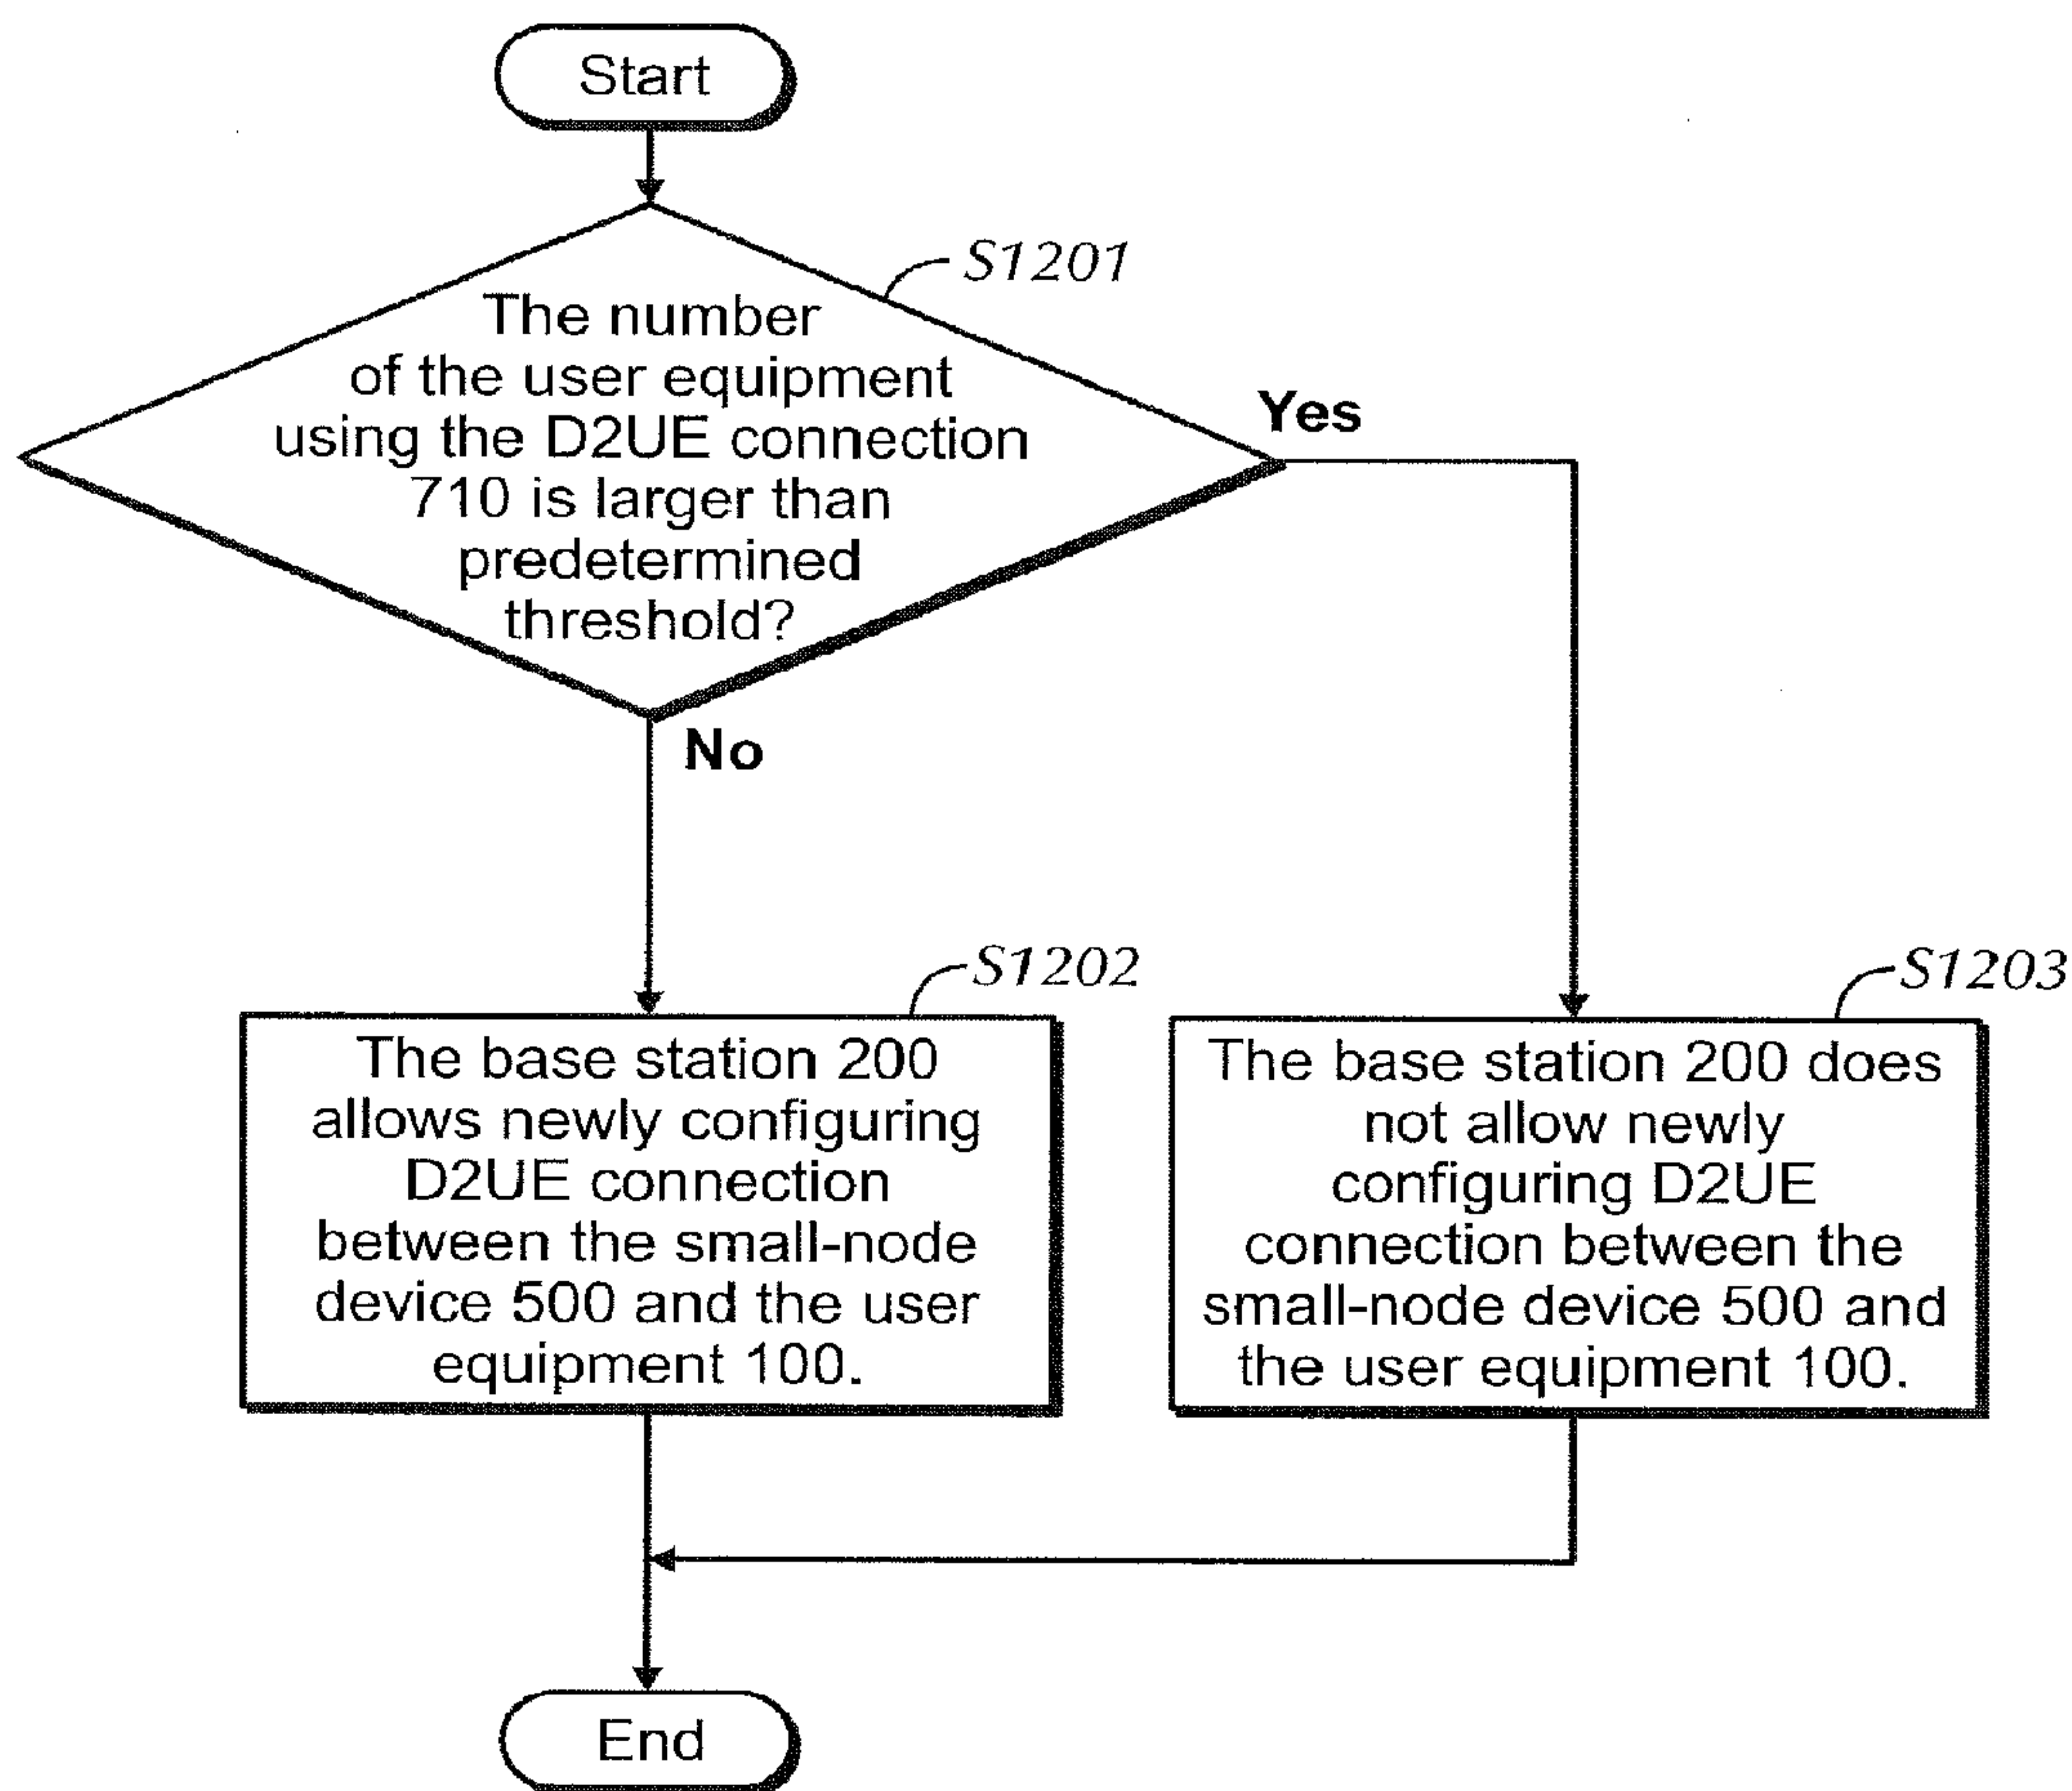 Start
S1201
The number
of the user equipment
using the D2UE connection
710 is larger than
predetermined
threshold?
Yes
No
S1202
The base station 200
allows newly configuring
D2UE connection
between the small-node
device 500 and the user
equipment 100.
S1203
The base station 200 does
not allow newly
configuring D2UE
connection between the
small-node device 500 and
the user equipment 100.
End